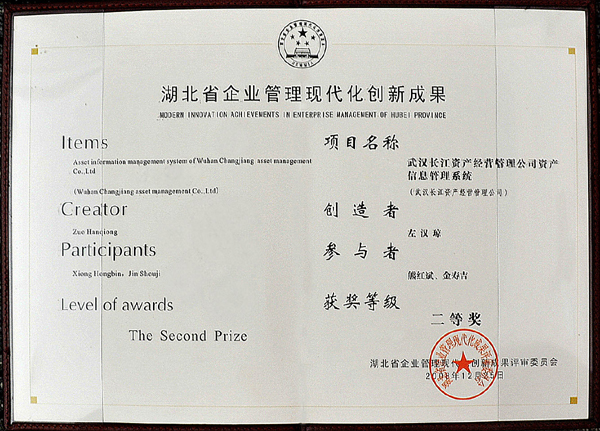 湖北省企业管理现代化创新成果
MODERN INNOVATION ACHIEVEMENTS IN ENTERPRISE MANAGEMENT OF HUBEI PROVINCE
Items
项目名称
Asset information management system of Wuhan Changjiang asset management
Co.,Ltd
武汉长江资产经营管理公司资产
信息管理系统
(Wuhan Changjiang asset management Co.,Ltd)
(武汉长江资产经营管理公司)
Creator
创造者
Zuo Hanqiong
左汉琼
Participants
参与者
Xiong Hongbin, Jin Shouji
熊红斌、金寿吉
Level of awards
获奖等级
The Second Prize
二等奖
湖北省企业管理现代化创新成果评审委员会